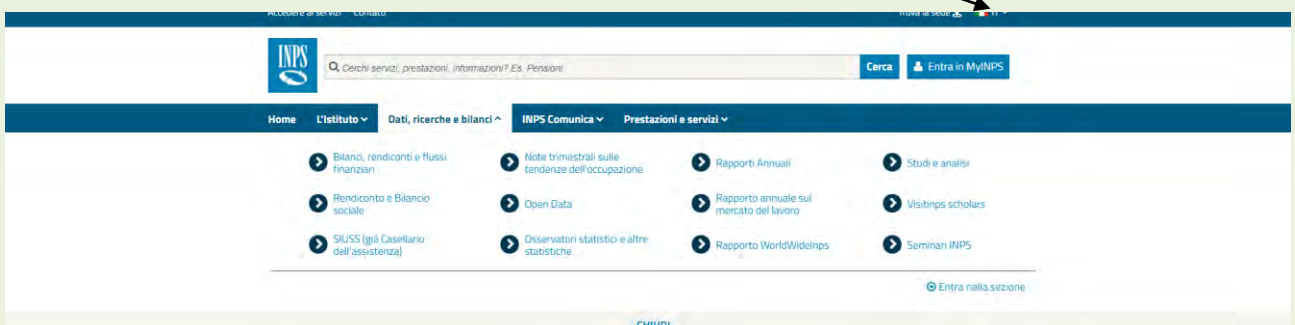 Accedere ai servizi Contatti
Trova la sede IT
INPS
Cerchi servizi, prestazioni, informazioni? Es. Pensioni
Cerca
Entra in MyINPS
Home L'Istituto Dati, ricerche e bilanci INPS Comunica Prestazioni e servizi
Bilanci, rendiconti e flussi
finanziari
Note trimestrali sulle
tendenze dell'occupazione
Rapporti Annuali
Studi e analisi
Rendiconto e Bilancio
sociale
Open Data
Rapporto annuale sul
mercato del lavoro
VisitInps scholars
SIUSS (già Casellario
dell'assistenza)
Osservatori statistici e altre
statistiche
Rapporto WorldWideInps
Seminari INPS
Entra nella sezione
CHIUDI